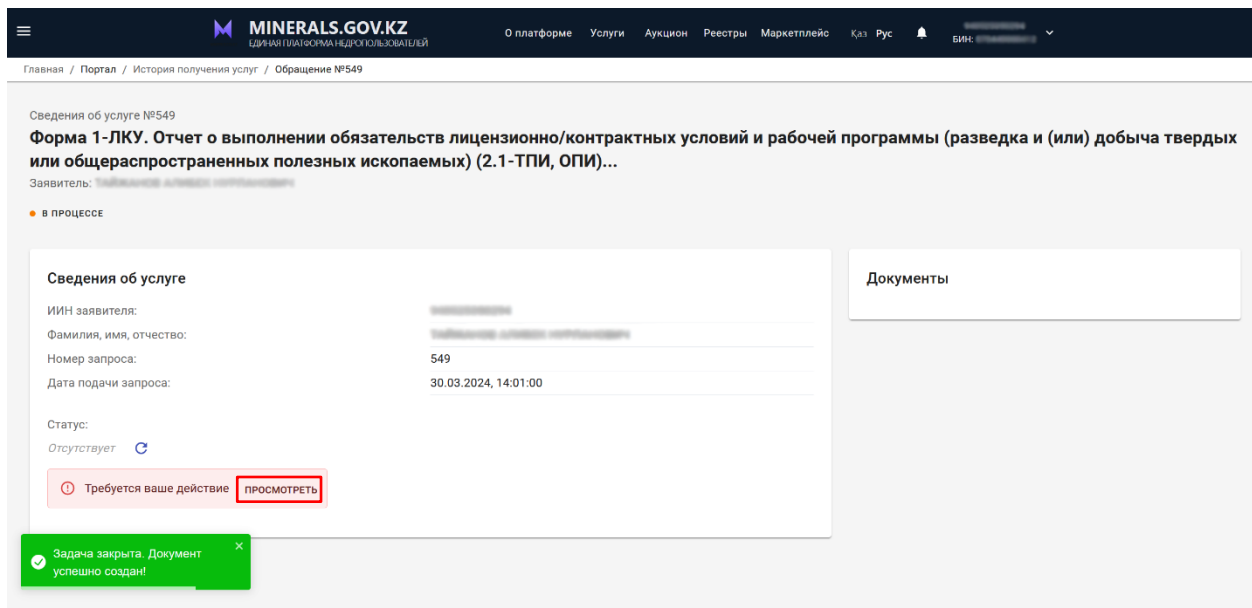 MINERALS.GOV.KZ
ЕДИНАЯ ПЛАТФОРМА НЕДРОПОЛЬЗОВАТЕЛЕЙ
О платформе Услуги Аукцион Реестры Маркетплейс Қаз Рус
БИН:
Главная / Портал / История получения услуг / Обращение №549
Сведения об услуге №549
Форма 1-ЛКУ. Отчет о выполнении обязательств лицензионно/контрактных условий и рабочей программы (разведка и (или) добыча твердых
или общераспространенных полезных ископаемых) (2.1-ТПИ, ОПИ)...
Заявитель:
В ПРОЦЕССЕ
Сведения об услуге
Документы
ИИН заявителя:
Фамилия, имя, отчество:
Номер запроса: 549
Дата подачи запроса: 30.03.2024, 14:01:00
Статус:
Отсутствует
Требуется ваше действие ПРОСМОТРЕТЬ
Задача закрыта. Документ
успешно создан!